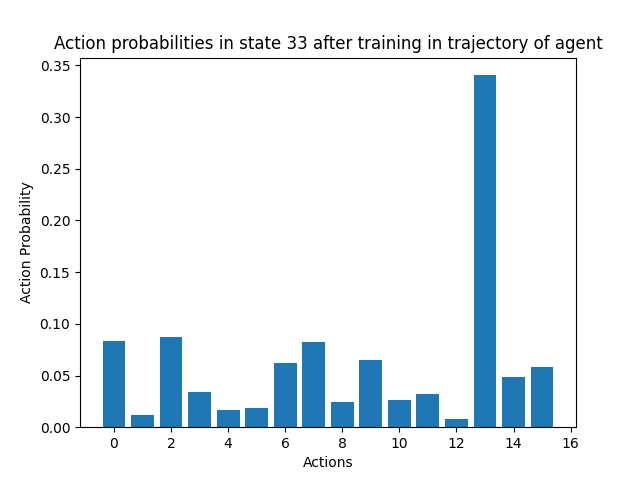 Action probabilities in state 33 after training in trajectory of agent
0.35
0.30
0.25
0.20
0.15
0.10
0.05
0.00
Action Probability
0 2 4 6 8 10 12 14 16
Actions